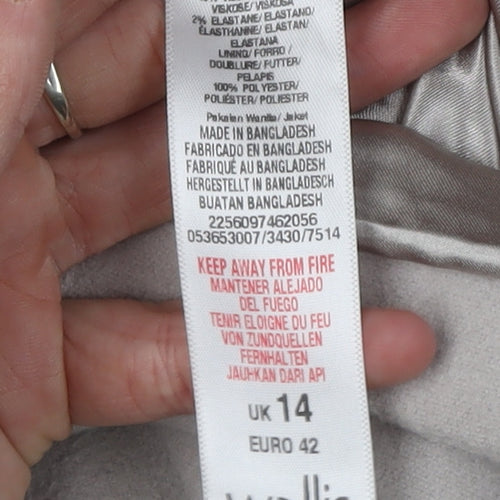 VISKOSE/ VISKOSA
2% ELASTANE/ ELASTANO/
ÉLASTHANNE/ ELASTAN/
ELASTANA
LINING/ FORRO/
DOUBLURE/ FUTTER/
PELAPIS
100% POLYESTER/
POLIÉSTER/ POLIESTER
Pakaian Wanita/ Jaket
MADE IN BANGLADESH
FABRICADO EN BANGLADESH
FABRIQUÉ AU BANGLADESH
HERGESTELLT IN BANGLADESCH
BUATAN BANGLADESH
2256097462056
053653007/3430/7514
KEEP AWAY FROM FIRE
MANTENER ALEJADO
DEL FUEGO
TENIR ELOIGNE DU FEU
VON ZUNDQUELLEN
FERNHALTEN
JAUHKAN DARI API
UK 14
EURO 42